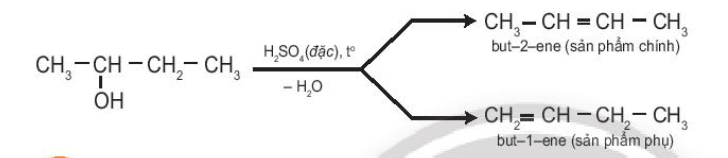 CH₃ – CH = CH – CH₃
but–2–ene (sản phẩm chính)
H₂SO₄(đặc), t°
CH₃ – CH – CH₂ – CH₃
– H₂O
OH
CH₂ = CH – CH₂ – CH₃
but–1–ene (sản phẩm phụ)